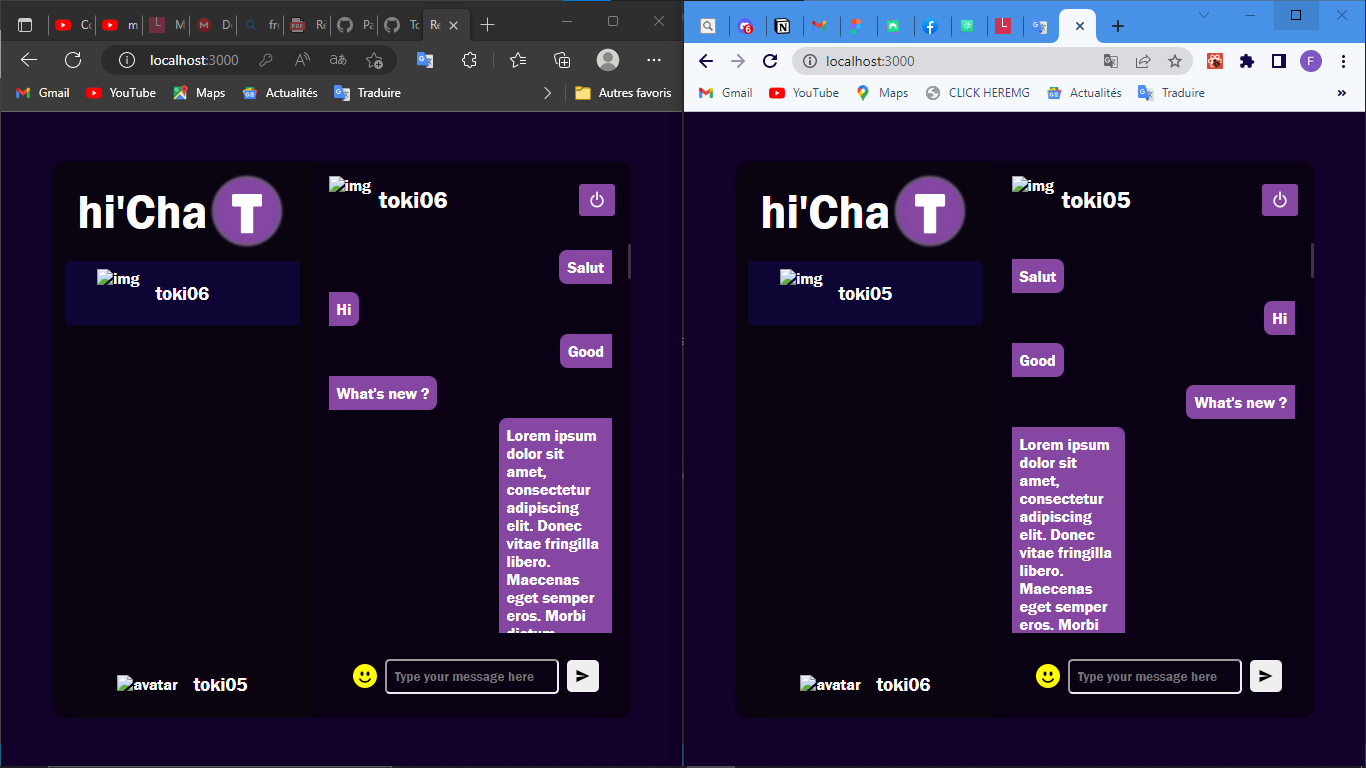 Co
m
M
D
fro
Re
Pa
To
Re
6
localhost:3000
localhost:3000
F
Gmail
YouTube
Maps
Actualités
Traduire
Autres favoris
Gmail
YouTube
Maps
CLICK HEREMG
Actualités
Traduire
»
hi'Cha T
img
toki06
img
toki06
Salut
Hi
Good
What's new ?
Lorem ipsum
dolor sit
amet,
consectetur
adipiscing
elit. Donec
vitae fringilla
libero.
Maecenas
eget semper
eros. Morbi
dictum
avatar
toki05
Type your message here
hi'Cha T
img
toki05
img
toki05
Salut
Hi
Good
What's new ?
Lorem ipsum
dolor sit
amet,
consectetur
adipiscing
elit. Donec
vitae fringilla
libero.
Maecenas
eget semper
eros. Morbi
avatar
toki06
Type your message here